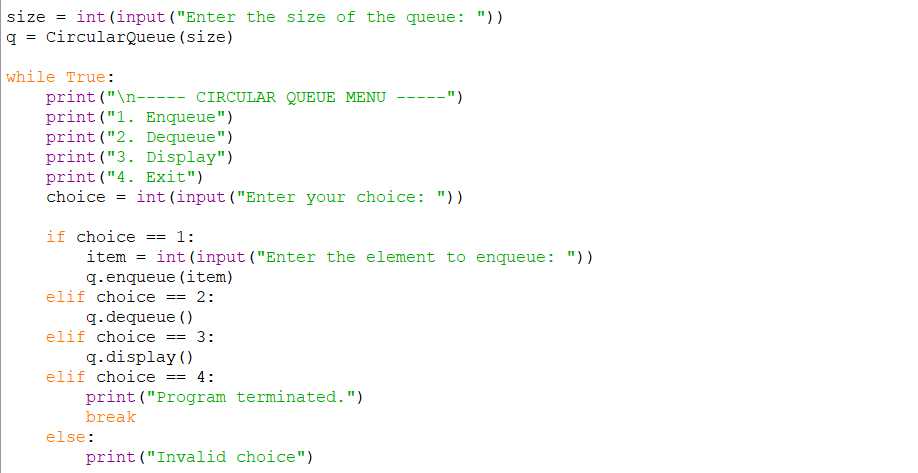 size = int(input("Enter the size of the queue: "))
q = CircularQueue(size)
while True:
    print("\n----- CIRCULAR QUEUE MENU -----")
    print("1. Enqueue")
    print("2. Dequeue")
    print("3. Display")
    print("4. Exit")
    choice = int(input("Enter your choice: "))
    if choice == 1:
        item = int(input("Enter the element to enqueue: "))
        q.enqueue(item)
    elif choice == 2:
        q.dequeue()
    elif choice == 3:
        q.display()
    elif choice == 4:
        print("Program terminated.")
        break
    else:
        print("Invalid choice")